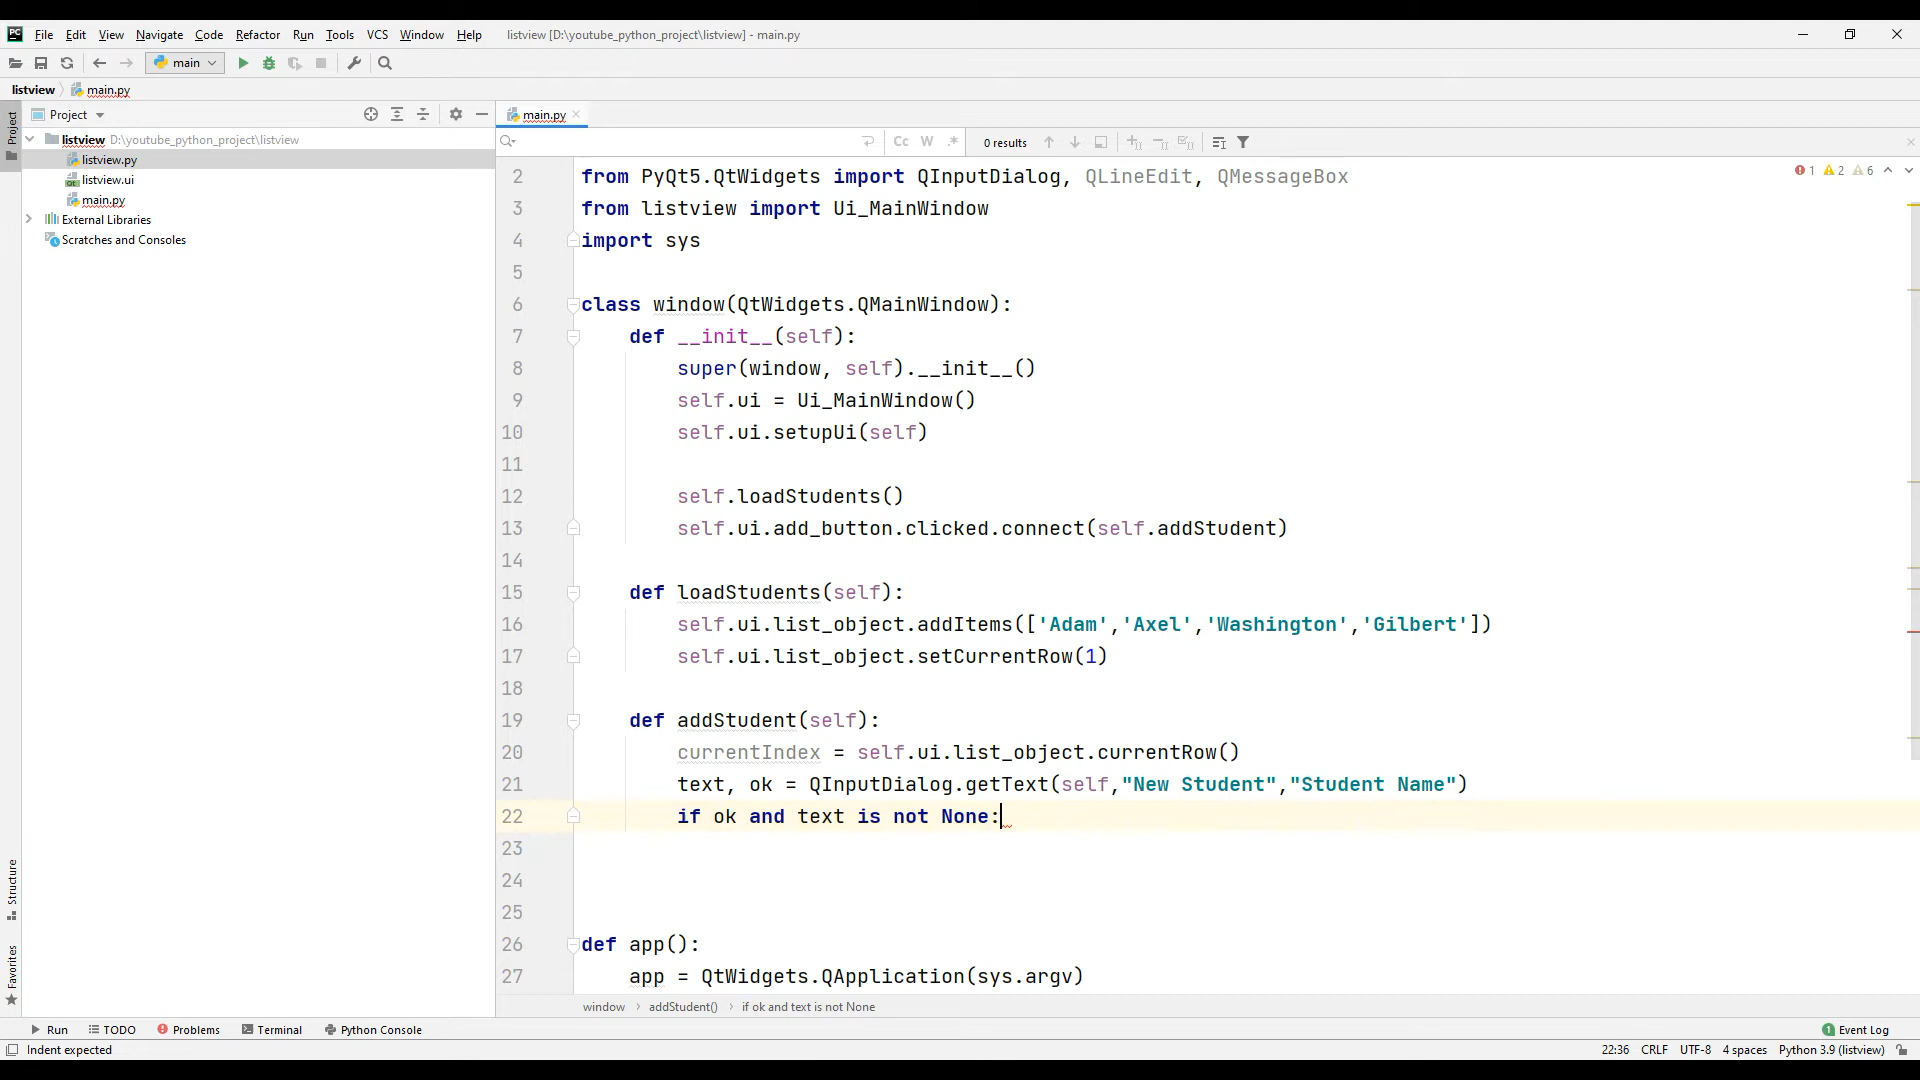 PC File Edit View Navigate Code Refactor Run Tools VCS Window Help listview [D:\youtube_python_project\listview] - main.py
main
listview main.py
Project main.py
listview D:\youtube_python_project\listview
listview.py
listview.ui
main.py
External Libraries
Scratches and Consoles
Project
Structure
Favorites
Cc W .* 0 results
1 2 6
2 from PyQt5.QtWidgets import QInputDialog, QLineEdit, QMessageBox
3 from listview import Ui_MainWindow
4 import sys
5
6 class window(QtWidgets.QMainWindow):
7 def __init__(self):
8 super(window, self).__init__()
9 self.ui = Ui_MainWindow()
10 self.ui.setupUi(self)
11
12 self.loadStudents()
13 self.ui.add_button.clicked.connect(self.addStudent)
14
15 def loadStudents(self):
16 self.ui.list_object.addItems(['Adam','Axel','Washington','Gilbert'])
17 self.ui.list_object.setCurrentRow(1)
18
19 def addStudent(self):
20 currentIndex = self.ui.list_object.currentRow()
21 text, ok = QInputDialog.getText(self,"New Student","Student Name")
22 if ok and text is not None:
23
24
25
26 def app():
27 app = QtWidgets.QApplication(sys.argv)
window addStudent() if ok and text is not None
Run TODO Problems Terminal Python Console 1 Event Log
Indent expected 22:36 CRLF UTF-8 4 spaces Python 3.9 (listview)